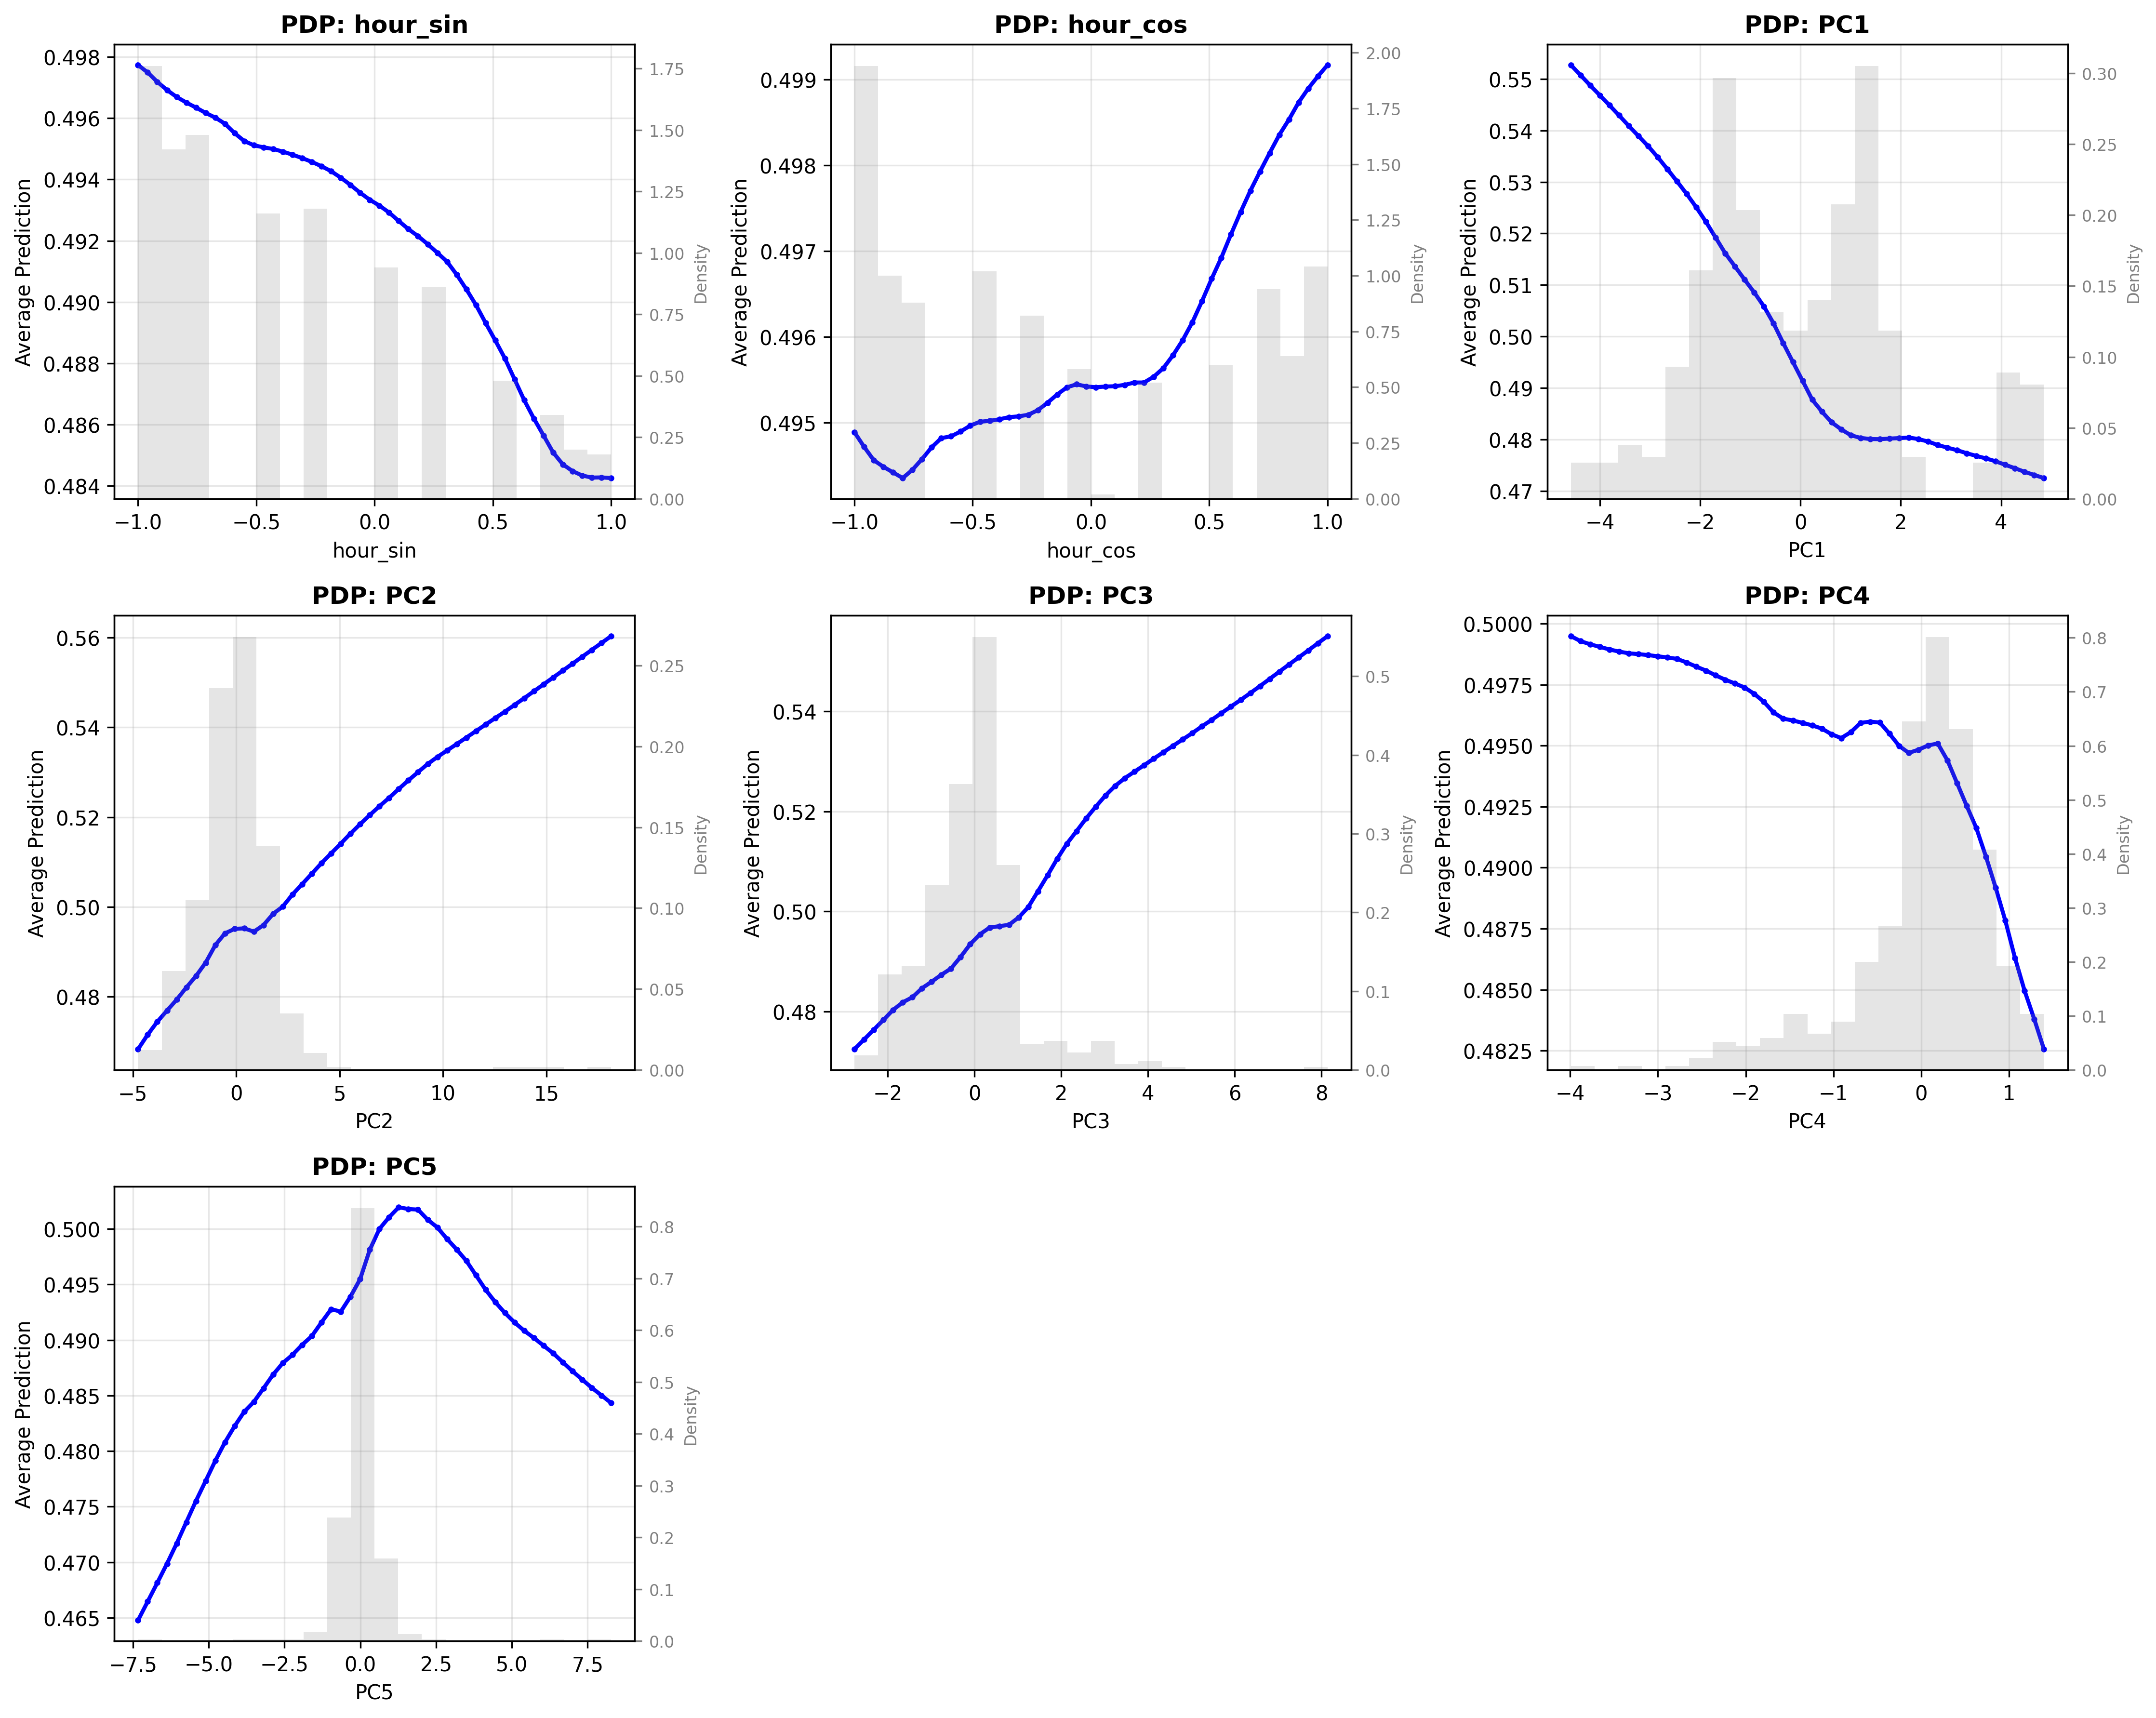 PDP: hour_sin
0.498
0.496
0.494
0.492
0.490
0.488
0.486
0.484
Average Prediction
1.75
1.50
1.25
1.00
0.75
0.50
0.25
0.00
Density
−1.0 −0.5 0.0 0.5 1.0
hour_sin
PDP: hour_cos
0.499
0.498
0.497
0.496
0.495
Average Prediction
2.00
1.75
1.50
1.25
1.00
0.75
0.50
0.25
0.00
Density
−1.0 −0.5 0.0 0.5 1.0
hour_cos
PDP: PC1
0.55
0.54
0.53
0.52
0.51
0.50
0.49
0.48
0.47
Average Prediction
0.30
0.25
0.20
0.15
0.10
0.05
0.00
Density
−4 −2 0 2 4
PC1
PDP: PC2
0.56
0.54
0.52
0.50
0.48
Average Prediction
0.25
0.20
0.15
0.10
0.05
0.00
Density
−5 0 5 10 15
PC2
PDP: PC3
0.54
0.52
0.50
0.48
Average Prediction
0.5
0.4
0.3
0.2
0.1
0.0
Density
−2 0 2 4 6 8
PC3
PDP: PC4
0.5000
0.4975
0.4950
0.4925
0.4900
0.4875
0.4850
0.4825
Average Prediction
0.8
0.7
0.6
0.5
0.4
0.3
0.2
0.1
0.0
Density
−4 −3 −2 −1 0 1
PC4
PDP: PC5
0.500
0.495
0.490
0.485
0.480
0.475
0.470
0.465
Average Prediction
0.8
0.7
0.6
0.5
0.4
0.3
0.2
0.1
0.0
Density
−7.5 −5.0 −2.5 0.0 2.5 5.0 7.5
PC5